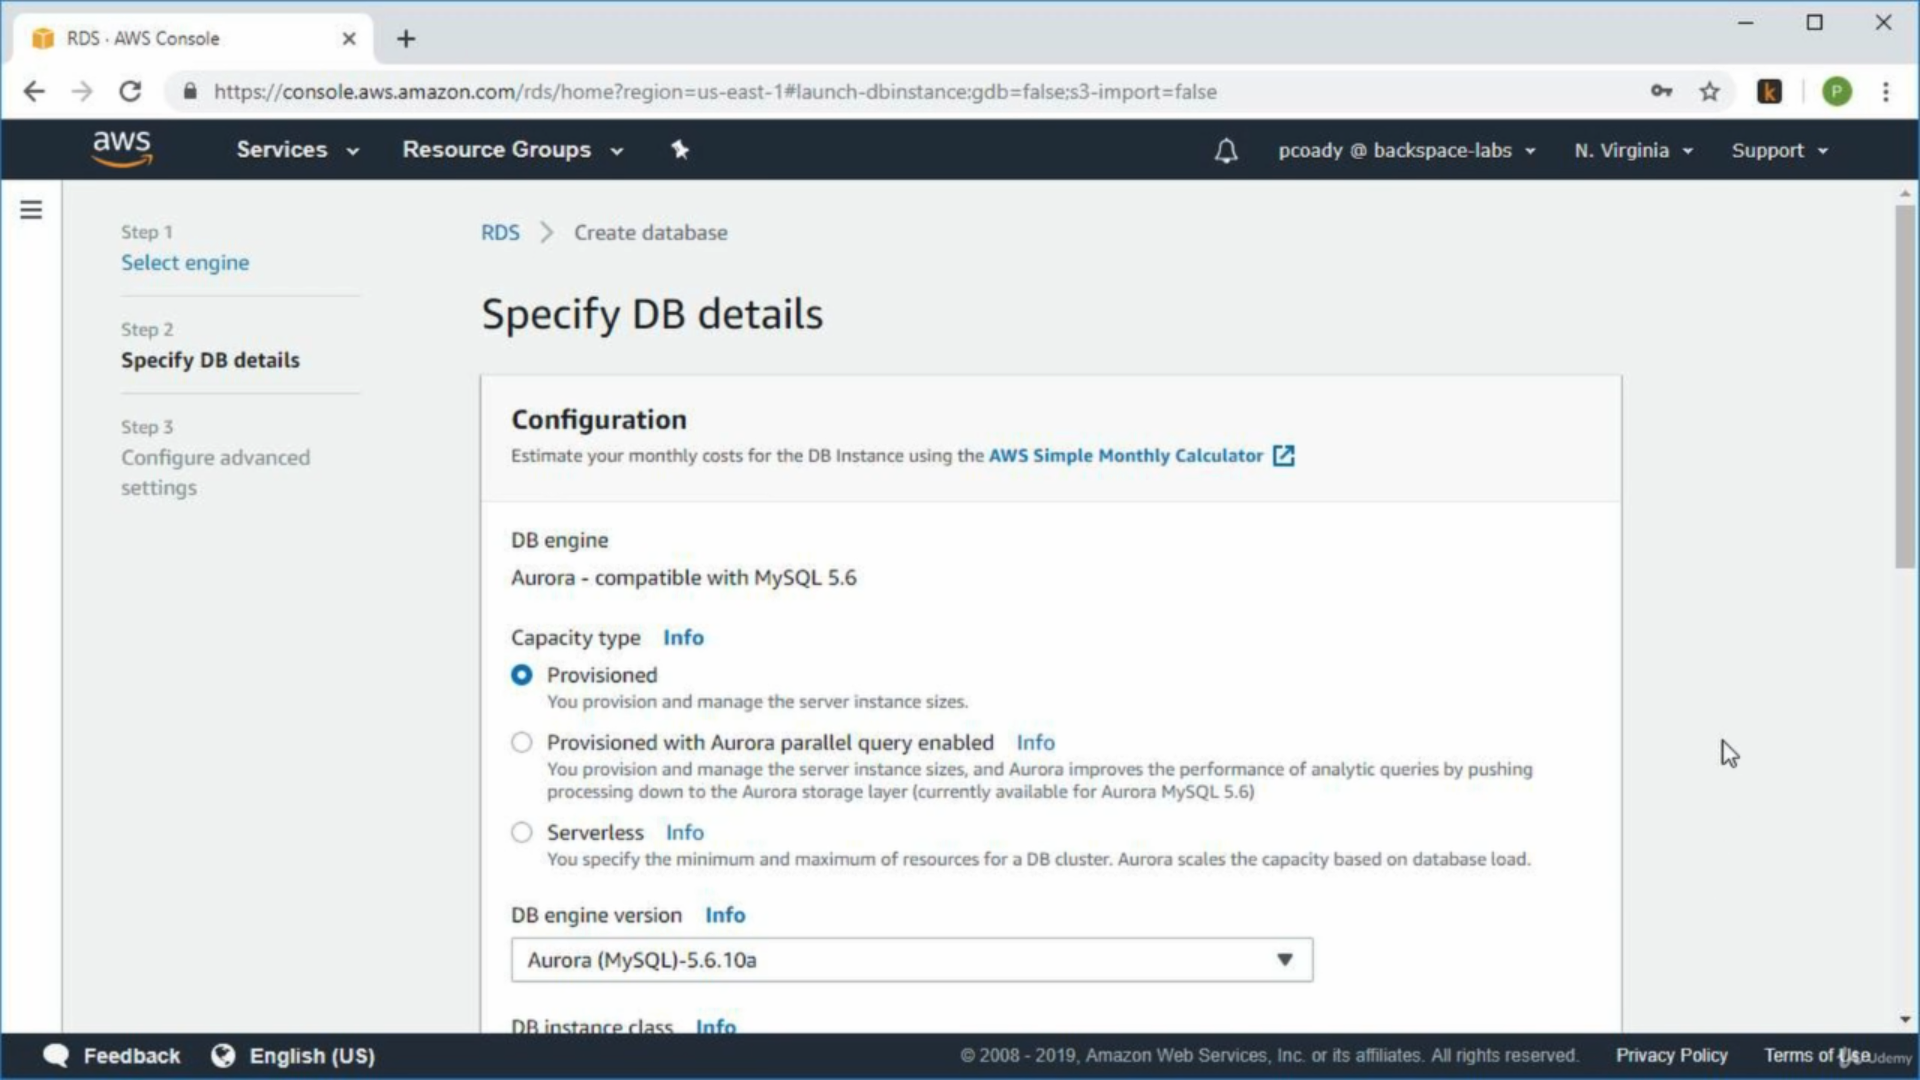 RDS · AWS Console
https://console.aws.amazon.com/rds/home?region=us-east-1#launch-dbinstance:gdb=false;s3-import=false
k
P
aws
Services
Resource Groups
pcoady @ backspace-labs
N. Virginia
Support
Step 1
Select engine
Step 2
Specify DB details
Step 3
Configure advanced
settings
RDS
Create database
Specify DB details
Configuration
Estimate your monthly costs for the DB Instance using the AWS Simple Monthly Calculator
DB engine
Aurora - compatible with MySQL 5.6
Capacity type Info
Provisioned
You provision and manage the server instance sizes.
Provisioned with Aurora parallel query enabled Info
You provision and manage the server instance sizes, and Aurora improves the performance of analytic queries by pushing
processing down to the Aurora storage layer (currently available for Aurora MySQL 5.6)
Serverless Info
You specify the minimum and maximum of resources for a DB cluster. Aurora scales the capacity based on database load.
DB engine version Info
Aurora (MySQL)-5.6.10a
DB instance class Info
Feedback
English (US)
© 2008 - 2019, Amazon Web Services, Inc. or its affiliates. All rights reserved.
Privacy Policy
Terms of Use
Udemy